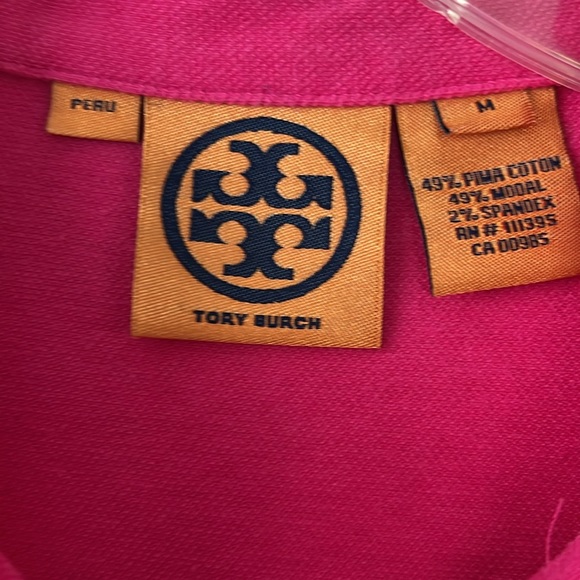 PERU
TORY BURCH
M
49% PIMA COTON
49% MODAL
2% SPANDEX
RN # 111395
CA 00985